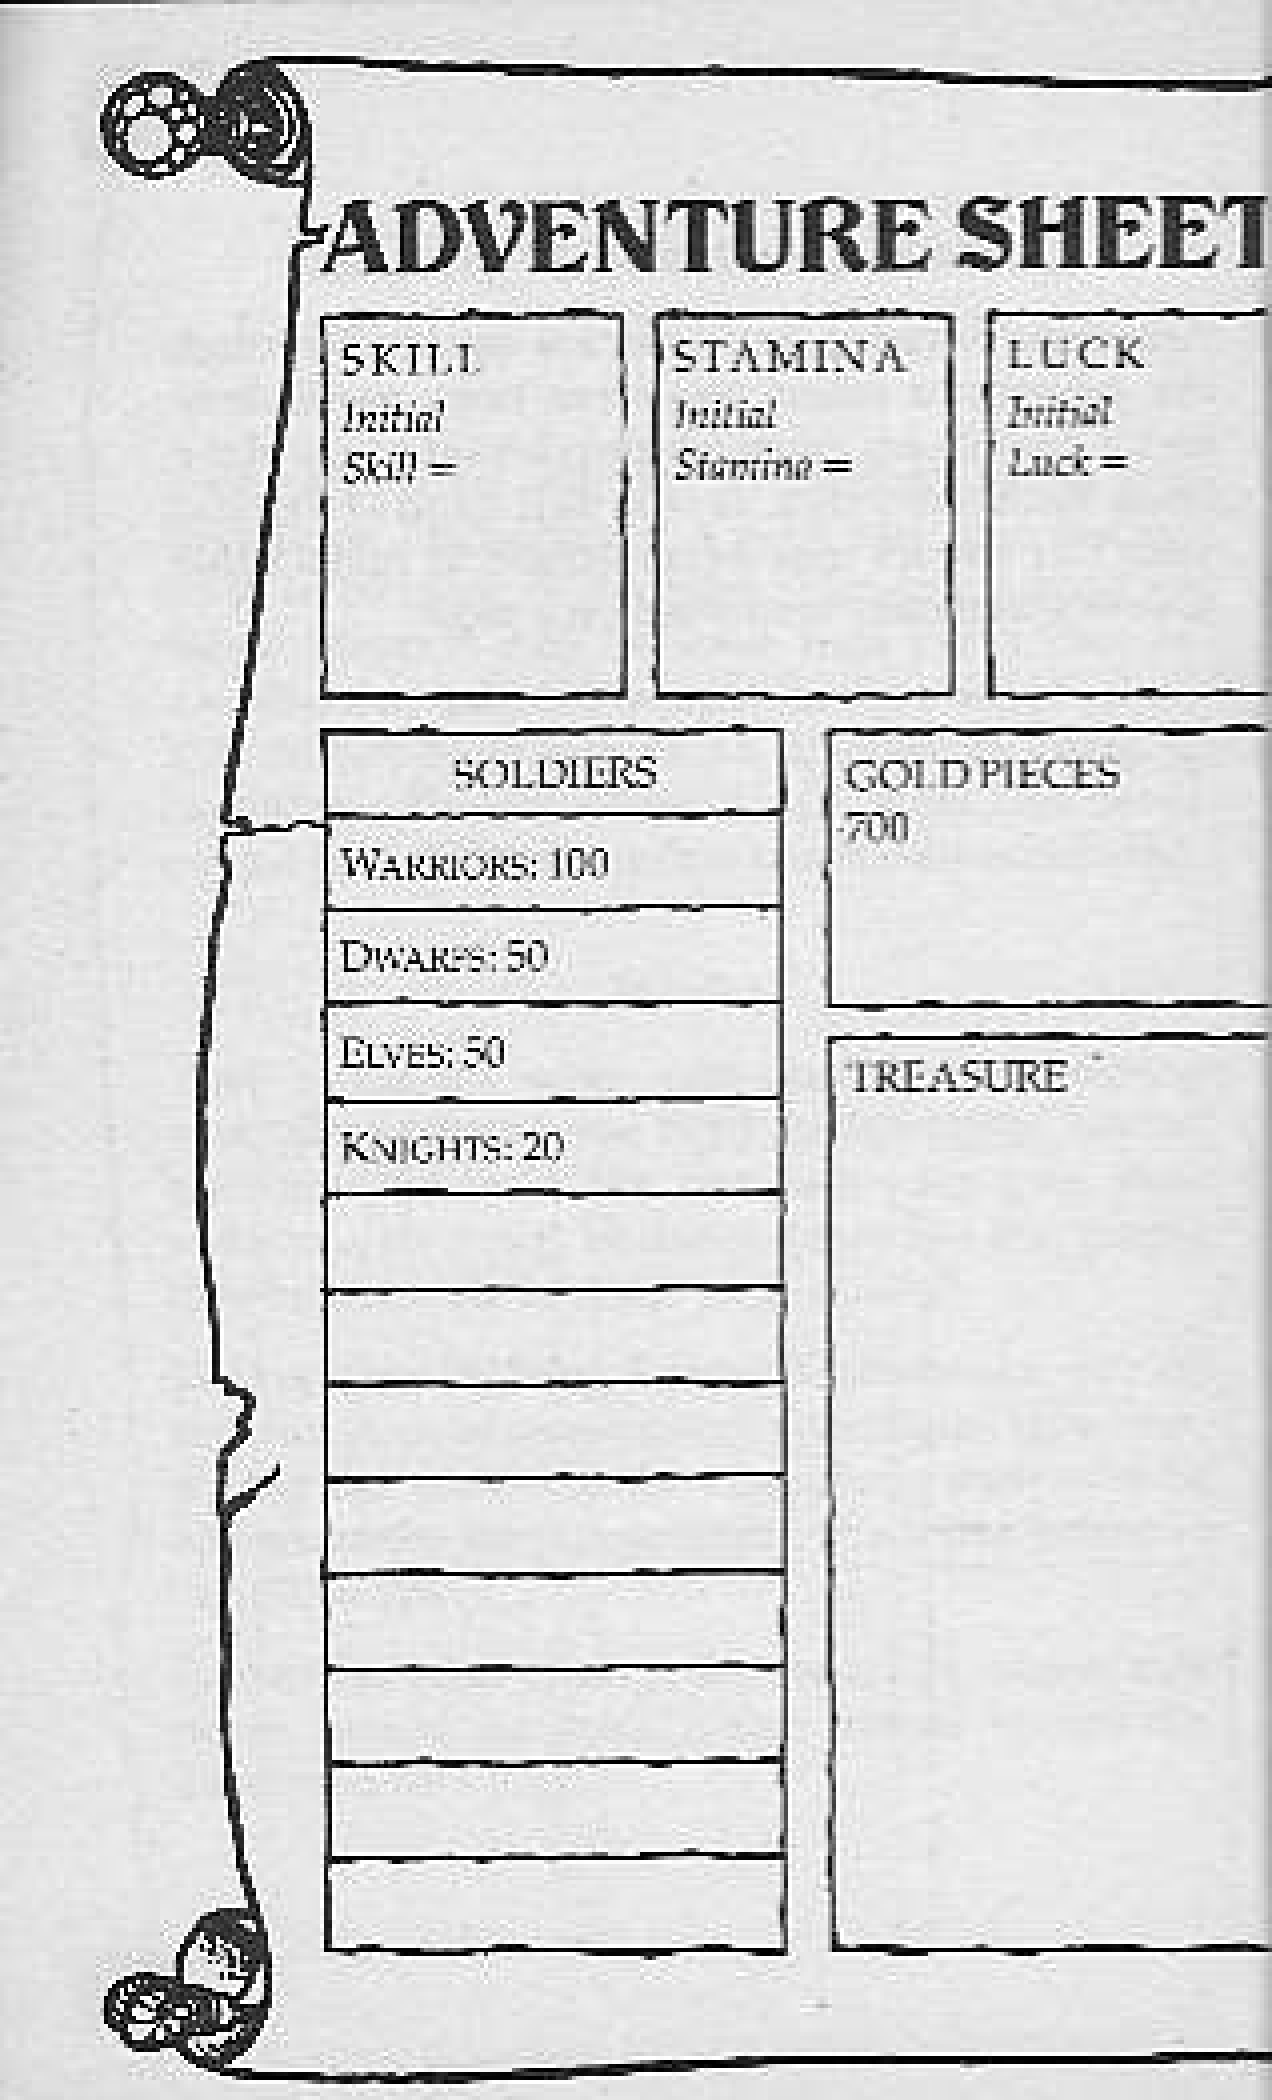 ADVENTURE SHEET
SKILL
Initial
Skill =
STAMINA
Initial
Stamina =
LUCK
Initial
Luck =
SOLDIERS
WARRIORS: 100
DWARFS: 50
ELVES: 50
KNIGHTS: 20
GOLD PIECES
700
TREASURE